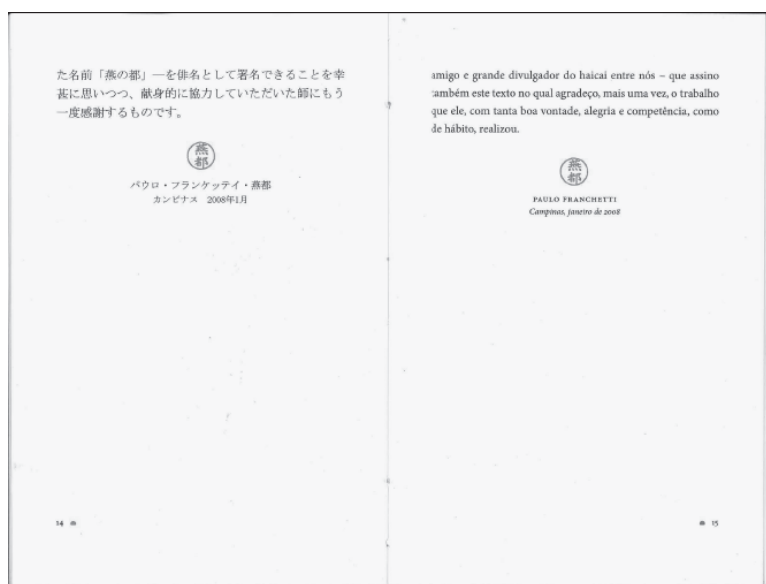 た名前「燕の都」—を俳名として署名できることを幸
甚に思いつつ、献身的に協力していただいた師にもう
一度感謝するものです。
燕都
パウロ・フランケッテイ・燕都
カンピナス 2008年1月
14
amigo e grande divulgador do haicai entre nós – que assino
também este texto no qual agradeço, mais uma vez, o trabalho
que ele, com tanta boa vontade, alegria e competência, como
de hábito, realizou.
燕都
PAULO FRANCHETTI
Campinas, janeiro de 2008
15